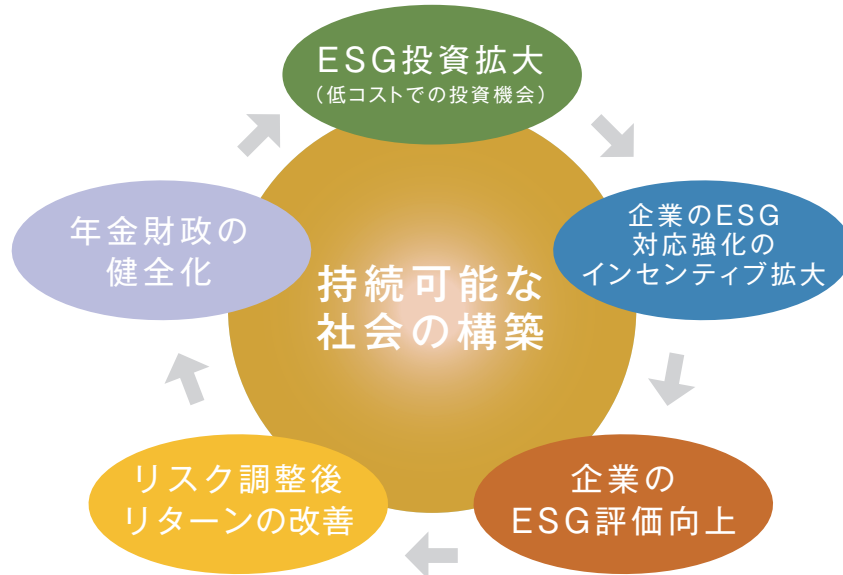 ESG投資拡大
（低コストでの投資機会）
企業のESG
対応強化の
インセンティブ拡大
企業の
ESG評価向上
リスク調整後
リターンの改善
年金財政の
健全化
持続可能な
社会の構築